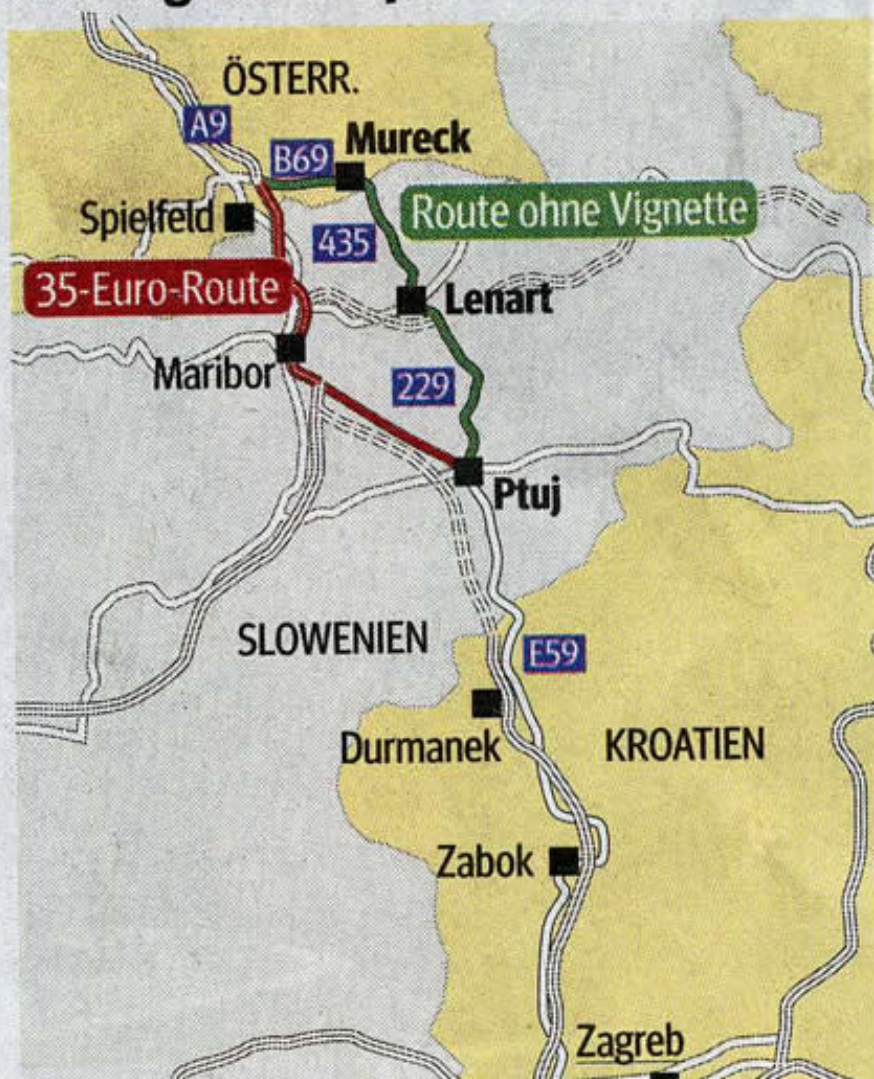 ÖSTERR.
A9
B69
Mureck
Spielfeld
435
Route ohne Vignette
35-Euro-Route
Lenart
Maribor
229
Ptuj
SLOWENIEN
E59
Durmanek
KROATIEN
Zabok
Zagreb